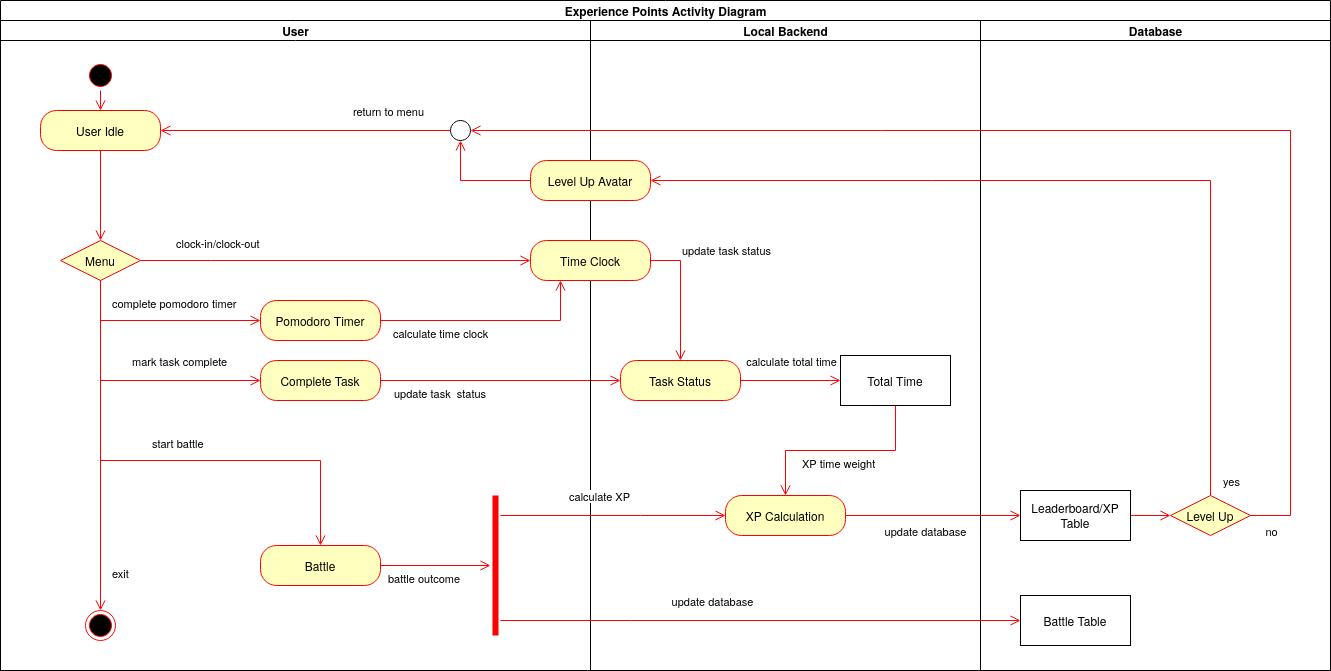 Experience Points Activity Diagram
User
Local Backend
Database
return to menu
User Idle
Level Up Avatar
clock-in/clock-out
update task status
Menu
Time Clock
complete pomodoro timer
Pomodoro Timer
calculate time clock
mark task complete
calculate total time
Complete Task
Task Status
Total Time
update task  status
start battle
XP time weight
yes
calculate XP
XP Calculation
Leaderboard/XP
Table
Level Up
update database
no
Battle
exit
battle outcome
update database
Battle Table